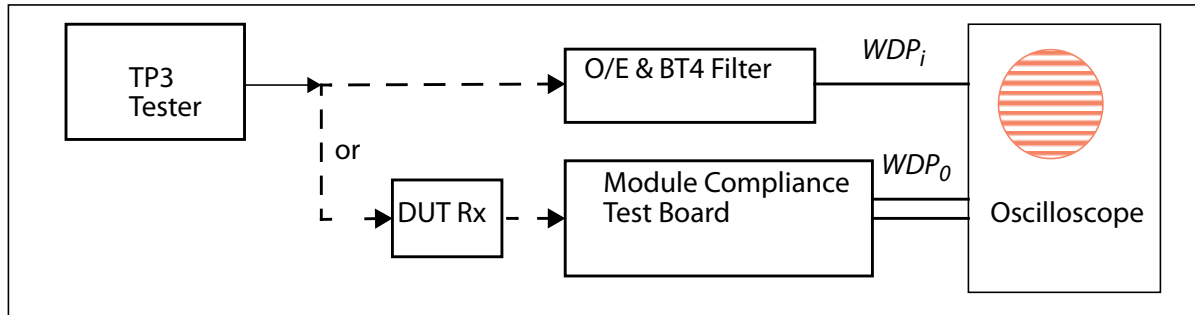 TP3
Tester
or
O/E & BT4 Filter
WDPi
DUT Rx
Module Compliance
Test Board
WDP0
Oscilloscope